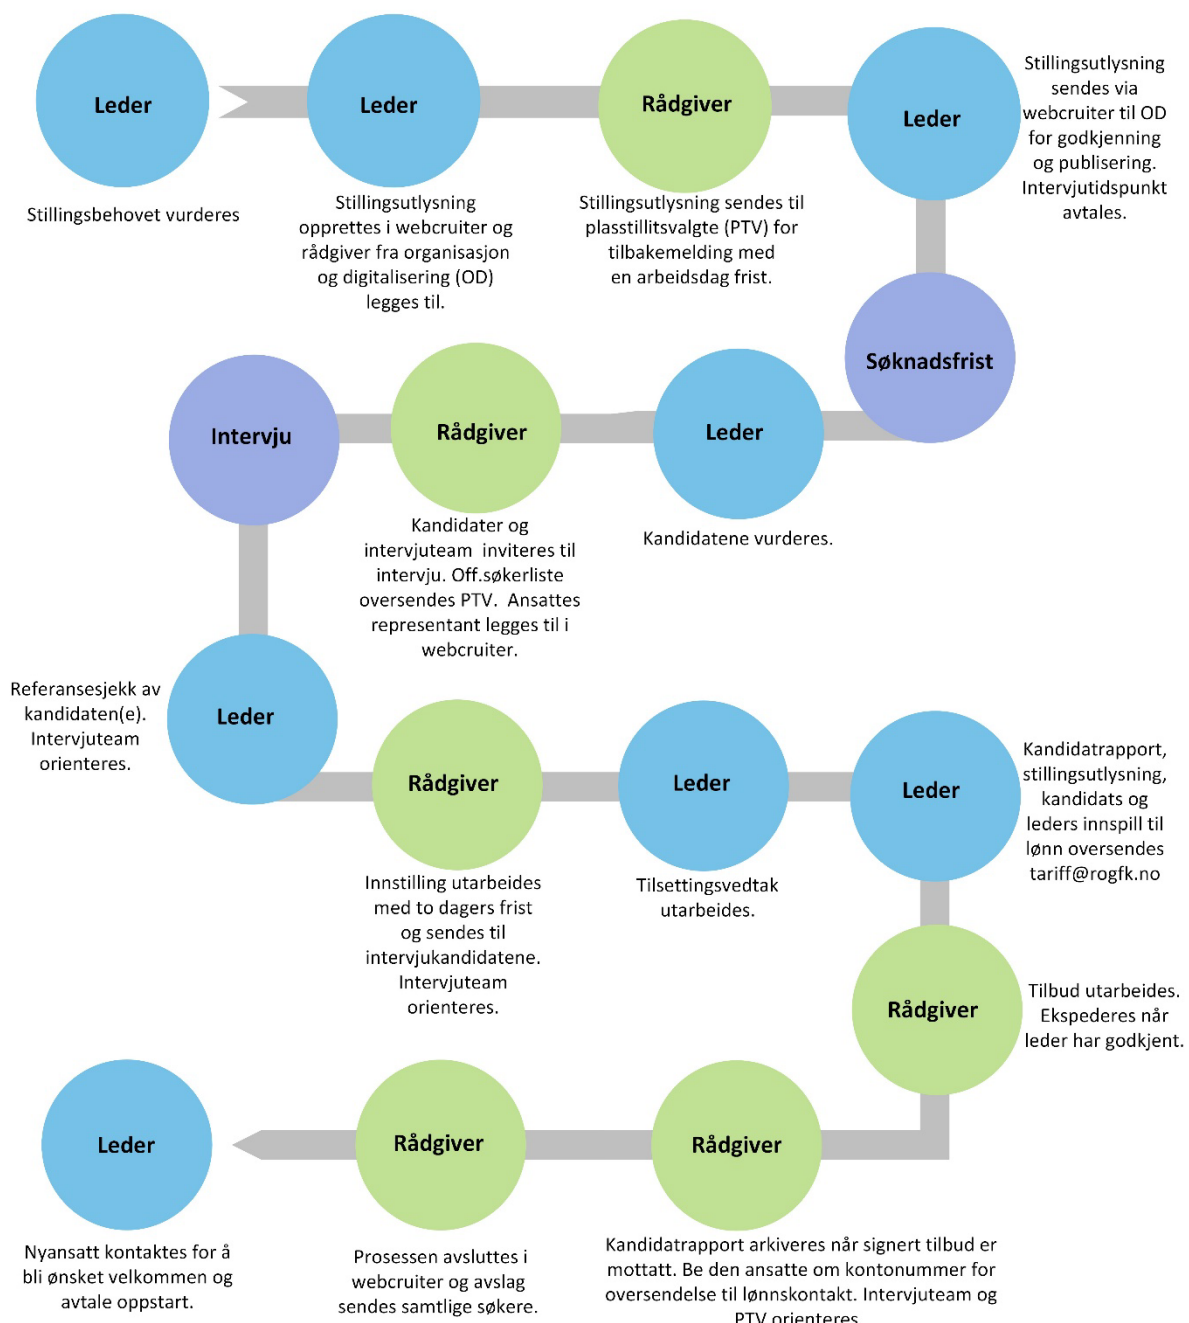 Leder
Stillingsbehovet vurderes
Leder
Stillingsutlysning
opprettes i webcruiter og
rådgiver fra organisasjon
og digitalisering (OD)
legges til.
Rådgiver
Stillingsutlysning sendes til
plasstillitsvalgte (PTV) for
tilbakemelding med
en arbeidsdag frist.
Leder
Stillingsutlysning
sendes via
webcruiter til OD
for godkjenning
og publisering.
Intervjutidspunkt
avtales.
Søknadsfrist
Leder
Kandidatene vurderes.
Rådgiver
Kandidater og
intervjuteam  inviteres til
intervju. Off.søkerliste
oversendes PTV.  Ansattes
representant legges til i
webcruiter.
Intervju
Leder
Referansesjekk av
kandidaten(e).
Intervjuteam
orienteres.
Rådgiver
Innstilling utarbeides
med to dagers frist
og sendes til
intervjukandidatene.
Intervjuteam
orienteres.
Leder
Tilsettingsvedtak
utarbeides.
Leder
Kandidatrapport,
stillingsutlysning,
kandidats og
leders innspill til
lønn oversendes
tariff@rogfk.no
Rådgiver
Tilbud utarbeides.
Ekspederes når
leder har godkjent.
Rådgiver
Kandidatrapport arkiveres når signert tilbud er
mottatt. Be den ansatte om kontonummer for
oversendelse til lønnskontakt. Intervjuteam og
PTV orienteres
Rådgiver
Prosessen avsluttes i
webcruiter og avslag
sendes samtlige søkere.
Leder
Nyansatt kontaktes for å
bli ønsket velkommen og
avtale oppstart.